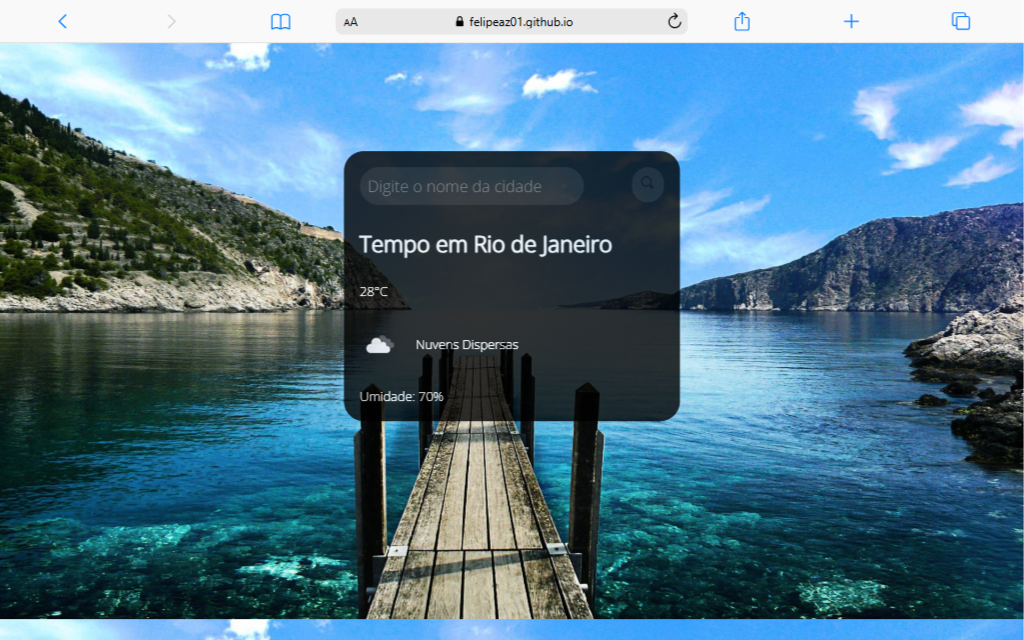 AA
felipeaz01.github.io
Digite o nome da cidade
Tempo em Rio de Janeiro
28°C
Nuvens Dispersas
Umidade: 70%